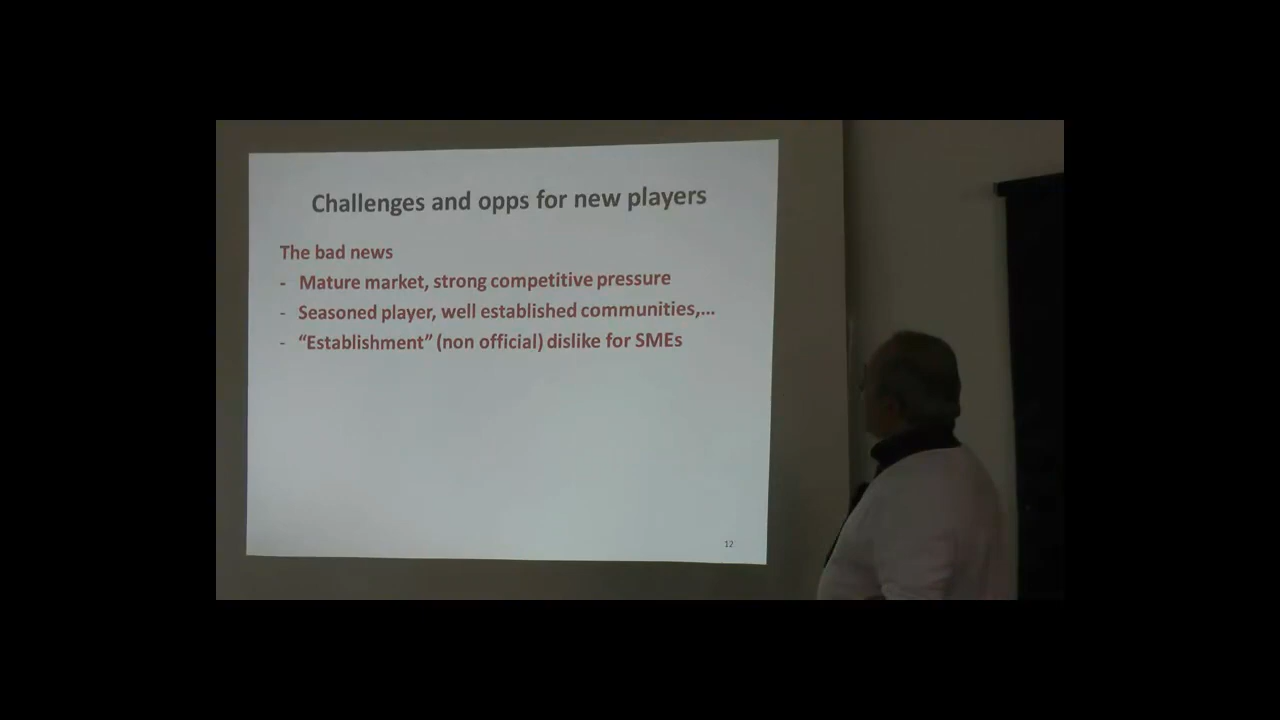 Challenges and opps for new players
The bad news
- Mature market, strong competitive pressure
- Seasoned player, well established communities,...
- “Establishment” (non official) dislike for SMEs
12